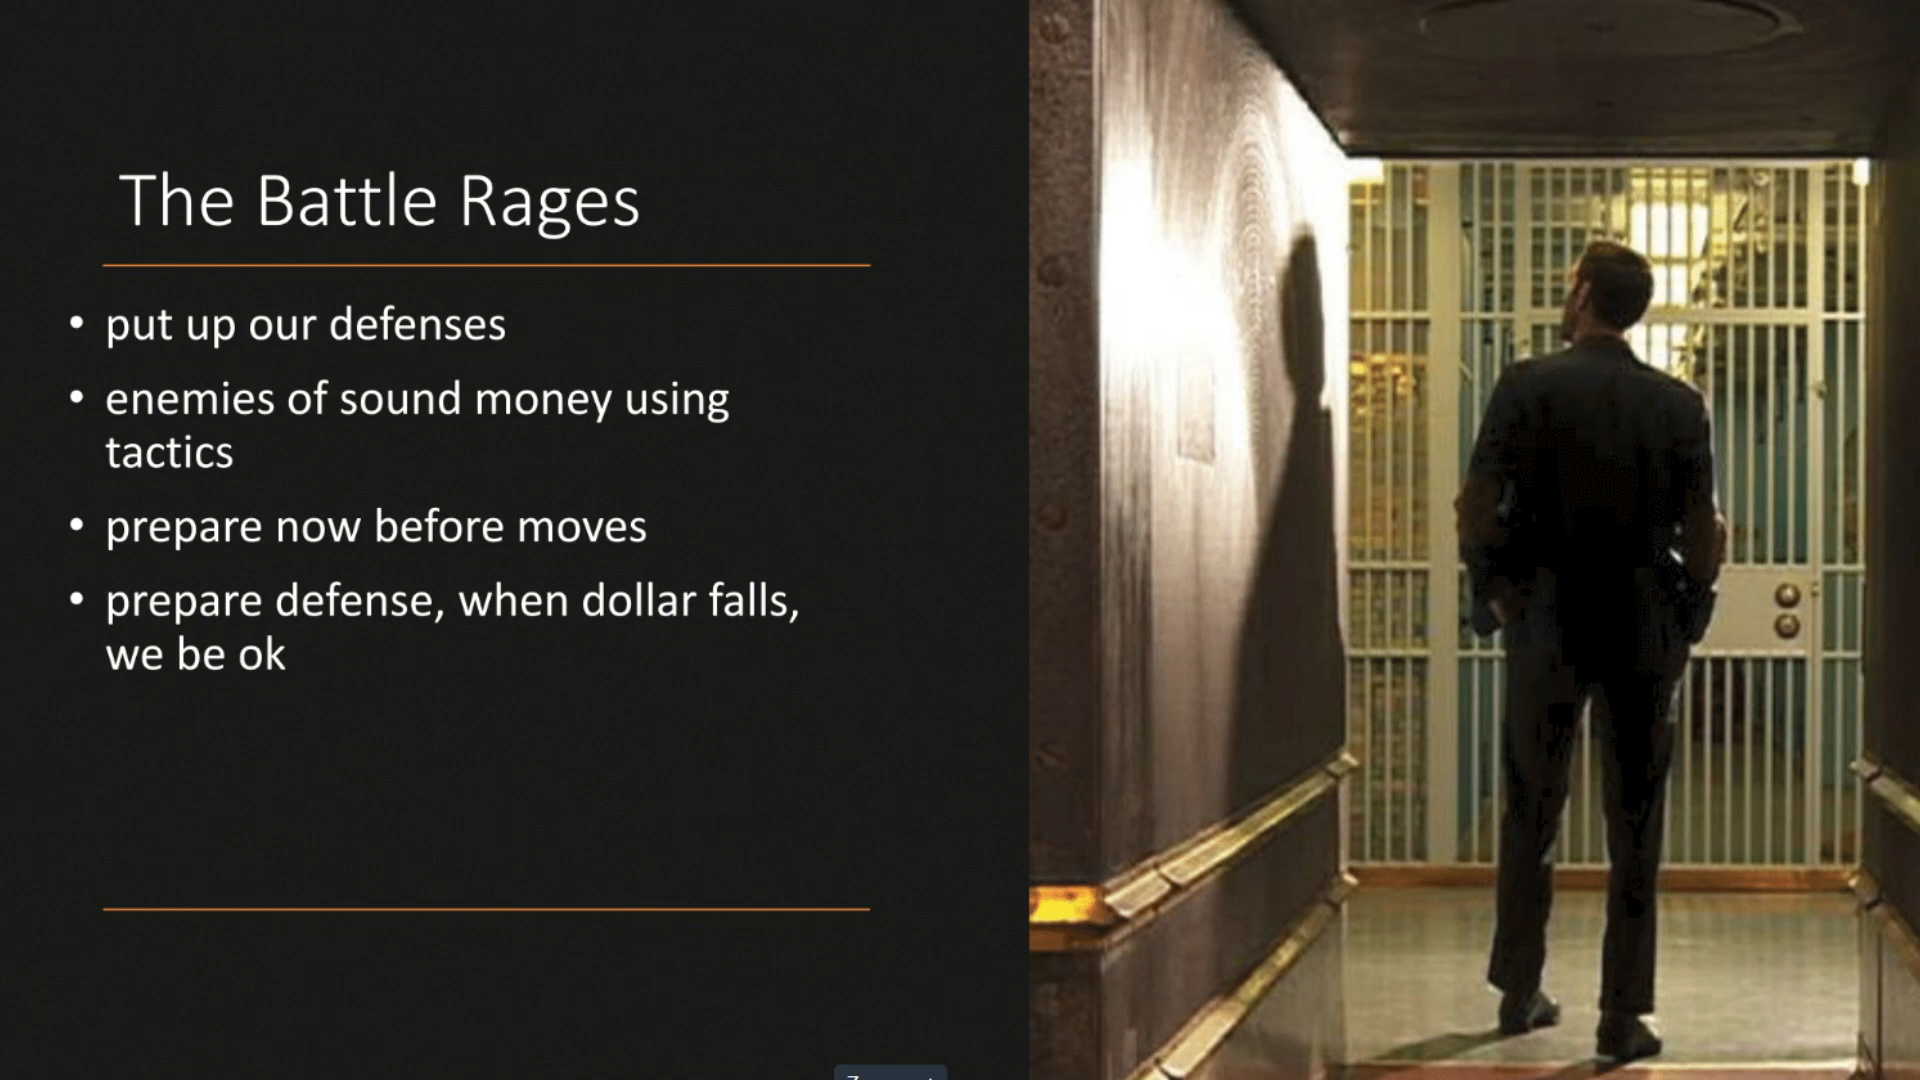 The Battle Rages
• put up our defenses
• enemies of sound money using
tactics
• prepare now before moves
• prepare defense, when dollar falls,
we be ok